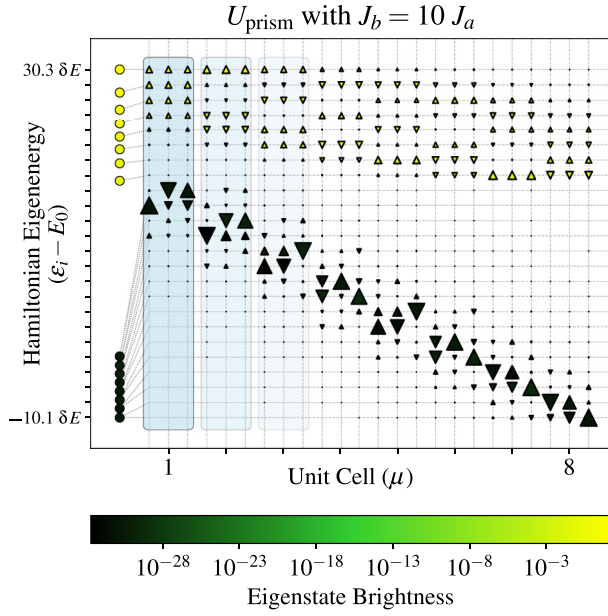 U_prism with J_b = 10 J_a
30.3 δE
−10.1 δE
Hamiltonian Eigenenergy
(ε_i − E_0)
1
8
Unit Cell (μ)
10^−28
10^−23
10^−18
10^−13
10^−8
10^−3
Eigenstate Brightness